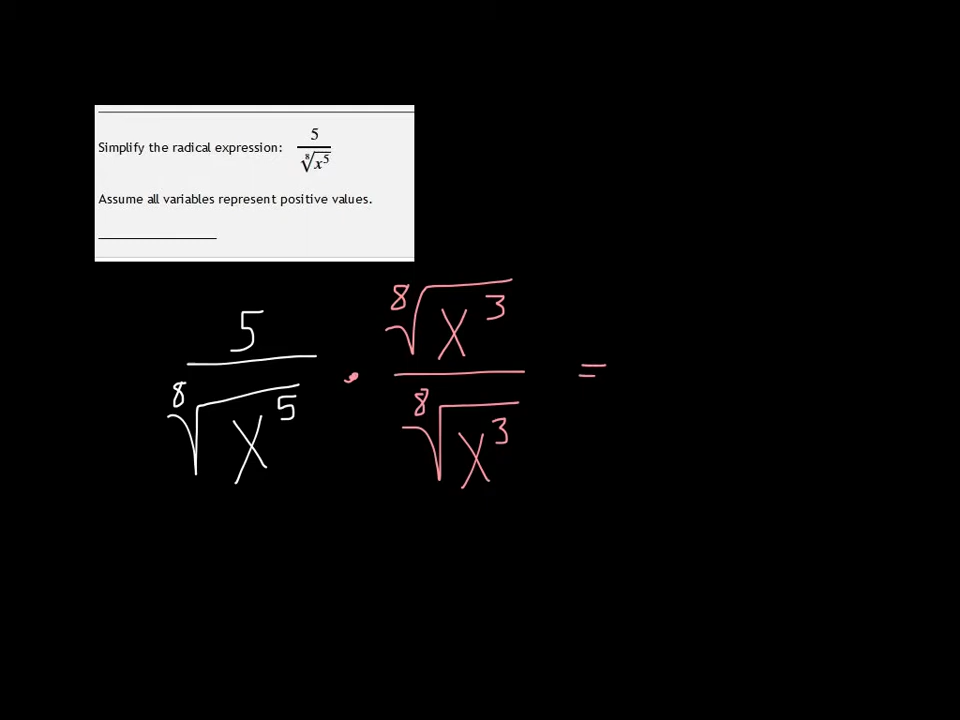 Simplify the radical expression: 5/⁸√x⁵
Assume all variables represent positive values.
5/⁸√X⁵ · ⁸√X³/⁸√X³ =